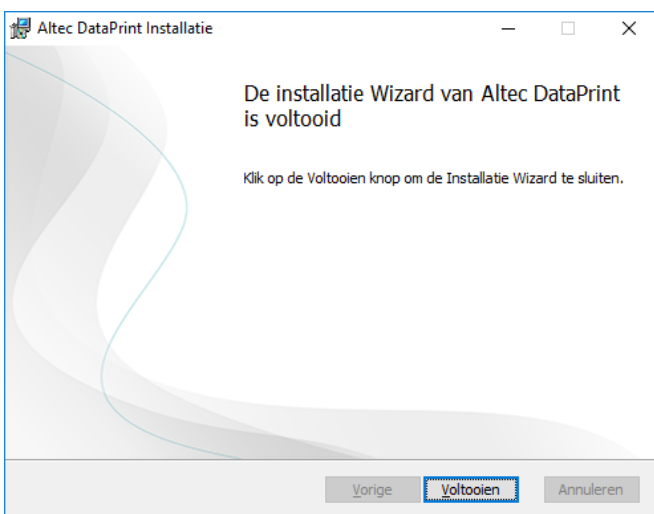 Altec DataPrint Installatie
De installatie Wizard van Altec DataPrint
is voltooid
Klik op de Voltooien knop om de Installatie Wizard te sluiten.
Vorige Voltooien Annuleren